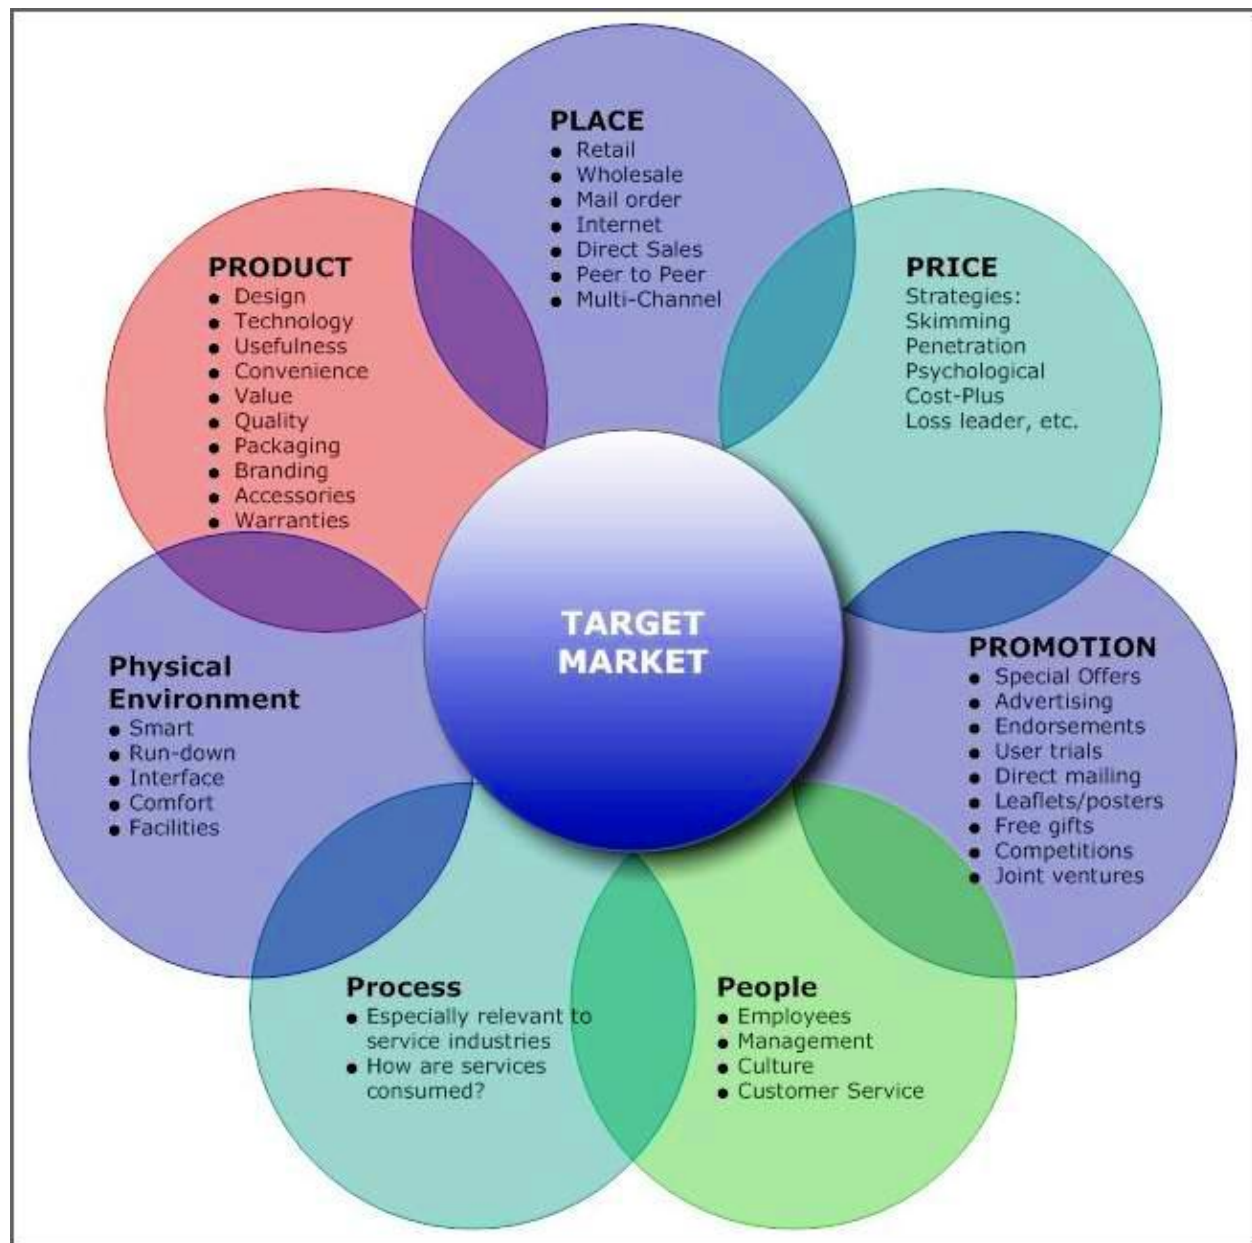 PLACE
● Retail
● Wholesale
● Mail order
● Internet
● Direct Sales
● Peer to Peer
● Multi-Channel
PRODUCT
● Design
● Technology
● Usefulness
● Convenience
● Value
● Quality
● Packaging
● Branding
● Accessories
● Warranties
PRICE
Strategies:
Skimming
Penetration
Psychological
Cost-Plus
Loss leader, etc.
TARGET
MARKET
Physical
Environment
● Smart
● Run-down
● Interface
● Comfort
● Facilities
PROMOTION
● Special Offers
● Advertising
● Endorsements
● User trials
● Direct mailing
● Leaflets/posters
● Free gifts
● Competitions
● Joint ventures
Process
● Especially relevant to
service industries
● How are services
consumed?
People
● Employees
● Management
● Culture
● Customer Service